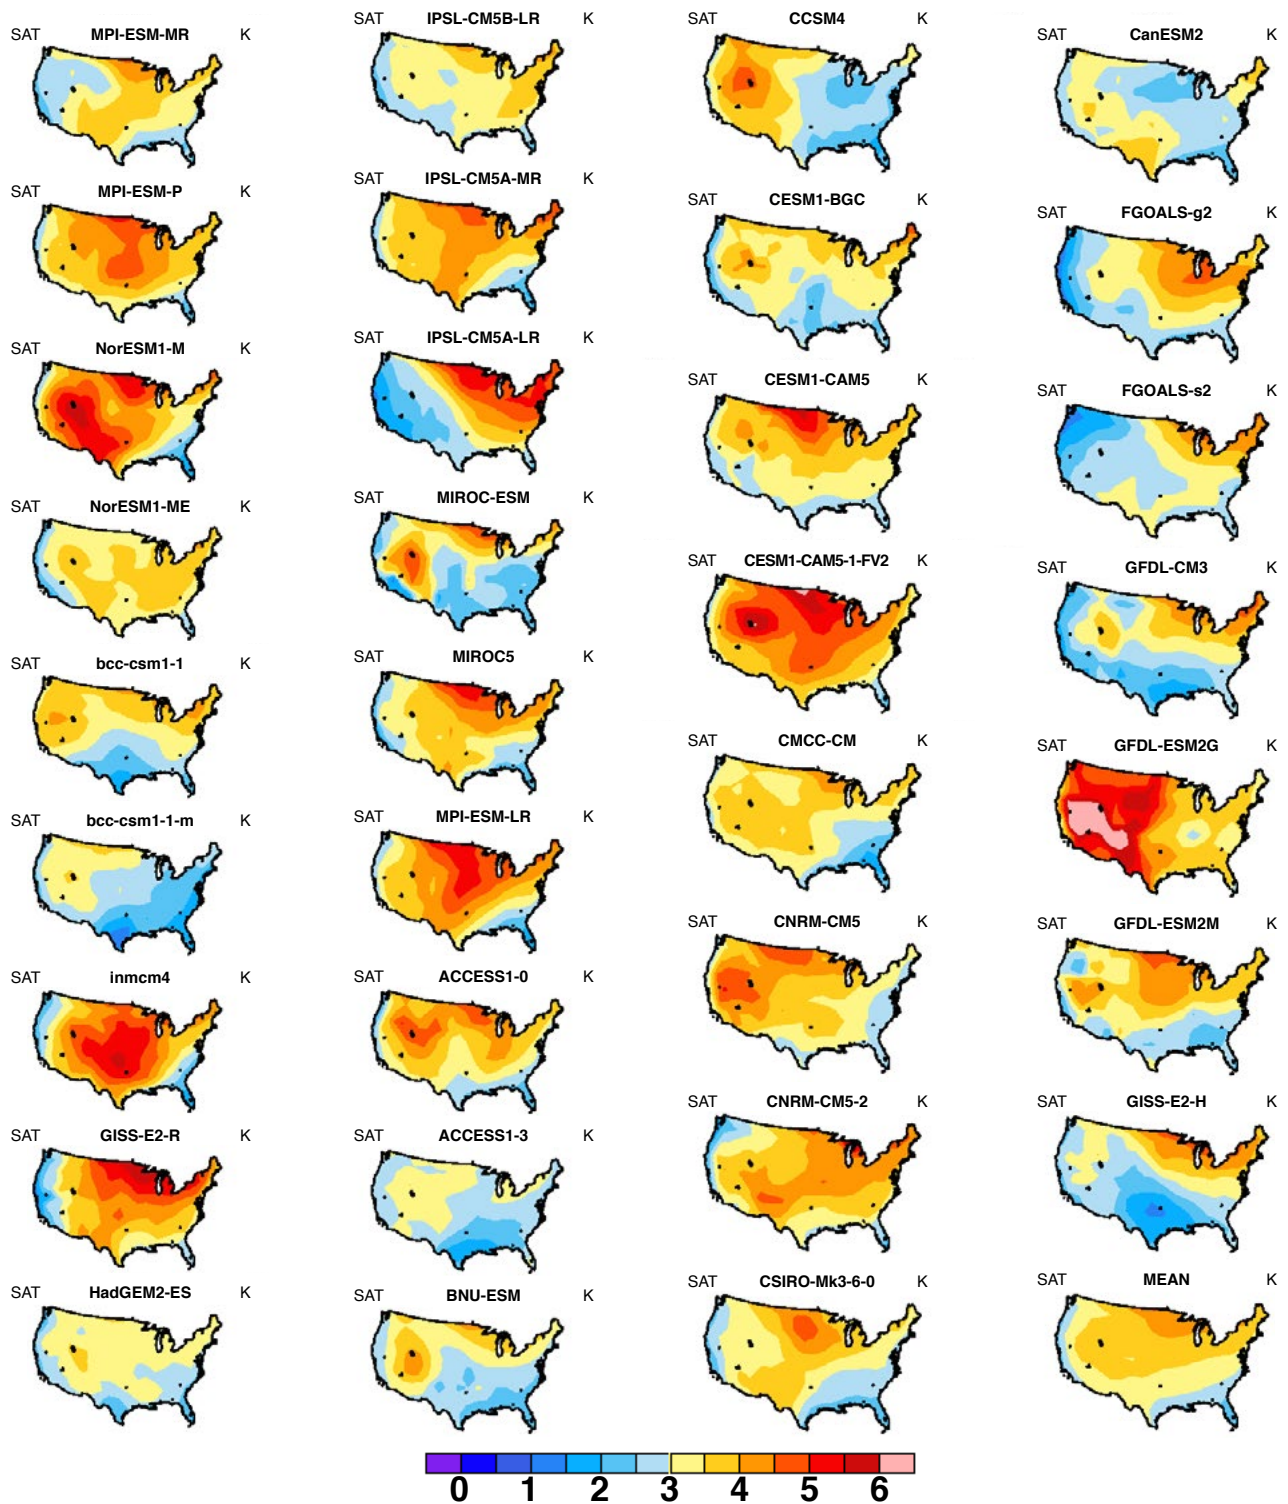 SAT MPI-ESM-MR K
SAT MPI-ESM-P K
SAT NorESM1-M K
SAT NorESM1-ME K
SAT bcc-csm1-1 K
SAT bcc-csm1-1-m K
SAT inmcm4 K
SAT GISS-E2-R K
SAT HadGEM2-ES K
SAT IPSL-CM5B-LR K
SAT IPSL-CM5A-MR K
SAT IPSL-CM5A-LR K
SAT MIROC-ESM K
SAT MIROC5 K
SAT MPI-ESM-LR K
SAT ACCESS1-0 K
SAT ACCESS1-3 K
SAT BNU-ESM K
SAT CCSM4 K
SAT CESM1-BGC K
SAT CESM1-CAM5 K
SAT CESM1-CAM5-1-FV2 K
SAT CMCC-CM K
SAT CNRM-CM5 K
SAT CNRM-CM5-2 K
SAT CSIRO-Mk3-6-0 K
SAT CanESM2 K
SAT FGOALS-g2 K
SAT FGOALS-s2 K
SAT GFDL-CM3 K
SAT GFDL-ESM2G K
SAT GFDL-ESM2M K
SAT GISS-E2-H K
SAT MEAN K
0 1 2 3 4 5 6